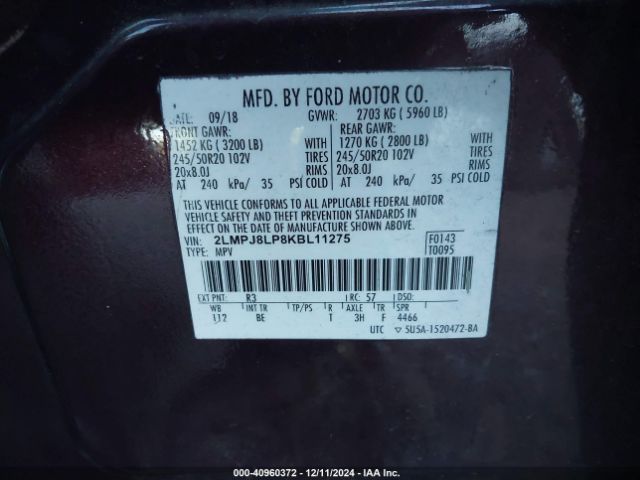 MFD. BY FORD MOTOR CO.
DATE: 09/18 GVWR: 2703 KG ( 5960 LB)
FRONT GAWR: REAR GAWR:
1452 KG ( 3200 LB) WITH 1270 KG ( 2800 LB) WITH
245/50R20 102V TIRES 245/50R20 102V TIRES
20x8.0J RIMS 20x8.0J RIMS
AT 240 kPa/ 35 PSI COLD AT 240 kPa/ 35 PSI COLD
THIS VEHICLE CONFORMS TO ALL APPLICABLE FEDERAL MOTOR
VEHICLE SAFETY AND THEFT PREVENTION STANDARDS IN
EFFECT ON THE DATE OF MANUFACTURE SHOWN ABOVE.
VIN: 2LMPJ8LP8KBL11275 F0143
TYPE: MPV T0095
EXT PNT: R3 RC: 57 DSO:
WB INT TR TP/PS R AXLE TR SPR
112 BE T 3H F 4466
UTC ▽ 5U5A-1520472-BA
000-40960372 - 12/11/2024 - IAA Inc.